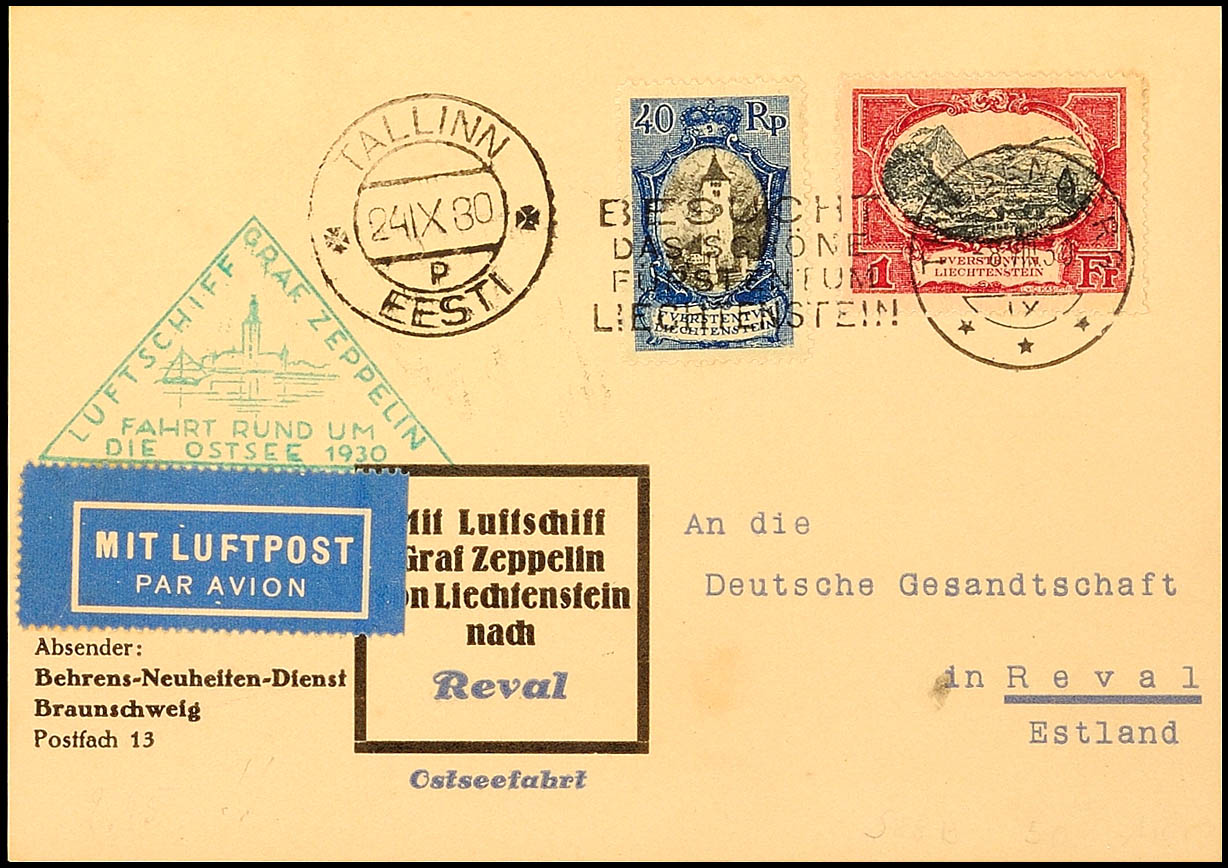 TALLINN
24IX 30
P
EESTI
40 Rp
FVERSTENTVM
LIECHTENSTEIN
1 Fr
FVERSTENTVM
LIECHTENSTEIN
BESUCHT
DAS SCHÖNE
FÜRSTENTUM
LIECHTENSTEIN
IX
LUFTSCHIFF GRAF ZEPPELIN
FAHRT RUND UM
DIE OSTSEE 1930
MIT LUFTPOST
PAR AVION
Mit Luftschiff
Graf Zeppelin
von Liechtenstein
nach
Reval
Ostseefahrt
Absender:
Behrens-Neuheiten-Dienst
Braunschweig
Postfach 13
An die
Deutsche Gesandtschaft
in Reval
Estland